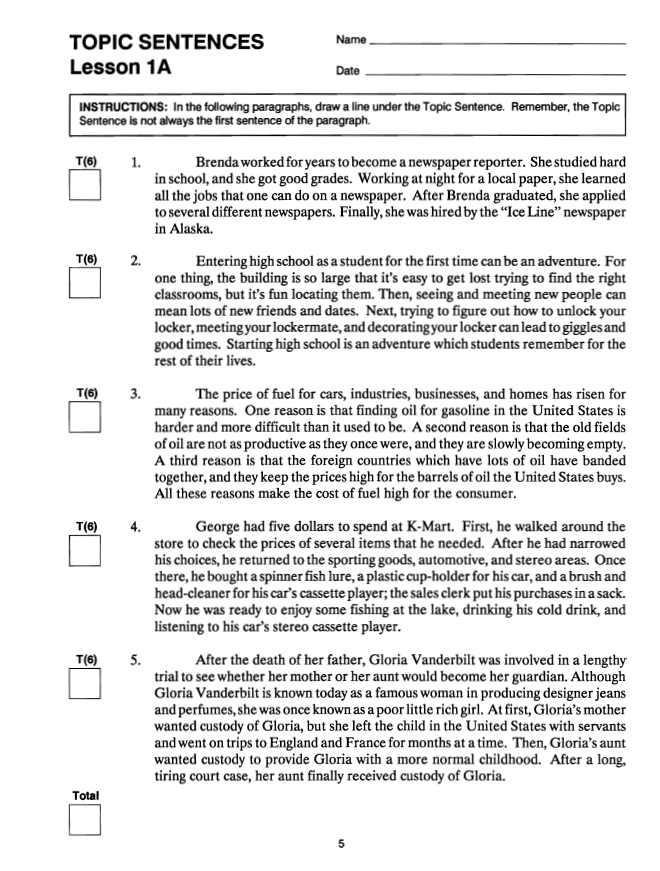 TOPIC SENTENCES
Lesson 1A
Name
Date
INSTRUCTIONS: In the following paragraphs, draw a line under the Topic Sentence. Remember, the Topic
Sentence is not always the first sentence of the paragraph.
T(6)
1. Brenda worked for years to become a newspaper reporter. She studied hard
in school, and she got good grades. Working at night for a local paper, she learned
all the jobs that one can do on a newspaper. After Brenda graduated, she applied
to several different newspapers. Finally, she was hired by the “Ice Line” newspaper
in Alaska.
T(6)
2. Entering high school as a student for the first time can be an adventure. For
one thing, the building is so large that it’s easy to get lost trying to find the right
classrooms, but it’s fun locating them. Then, seeing and meeting new people can
mean lots of new friends and dates. Next, trying to figure out how to unlock your
locker, meeting your lockermate, and decorating your locker can lead to giggles and
good times. Starting high school is an adventure which students remember for the
rest of their lives.
T(6)
3. The price of fuel for cars, industries, businesses, and homes has risen for
many reasons. One reason is that finding oil for gasoline in the United States is
harder and more difficult than it used to be. A second reason is that the old fields
of oil are not as productive as they once were, and they are slowly becoming empty.
A third reason is that the foreign countries which have lots of oil have banded
together, and they keep the prices high for the barrels of oil the United States buys.
All these reasons make the cost of fuel high for the consumer.
T(6)
4. George had five dollars to spend at K-Mart. First, he walked around the
store to check the prices of several items that he needed. After he had narrowed
his choices, he returned to the sporting goods, automotive, and stereo areas. Once
there, he bought a spinner fish lure, a plastic cup-holder for his car, and a brush and
head-cleaner for his car’s cassette player; the sales clerk put his purchases in a sack.
Now he was ready to enjoy some fishing at the lake, drinking his cold drink, and
listening to his car’s stereo cassette player.
T(6)
5. After the death of her father, Gloria Vanderbilt was involved in a lengthy
trial to see whether her mother or her aunt would become her guardian. Although
Gloria Vanderbilt is known today as a famous woman in producing designer jeans
and perfumes, she was once known as a poor little rich girl. At first, Gloria’s mother
wanted custody of Gloria, but she left the child in the United States with servants
and went on trips to England and France for months at a time. Then, Gloria’s aunt
wanted custody to provide Gloria with a more normal childhood. After a long,
tiring court case, her aunt finally received custody of Gloria.
Total
5